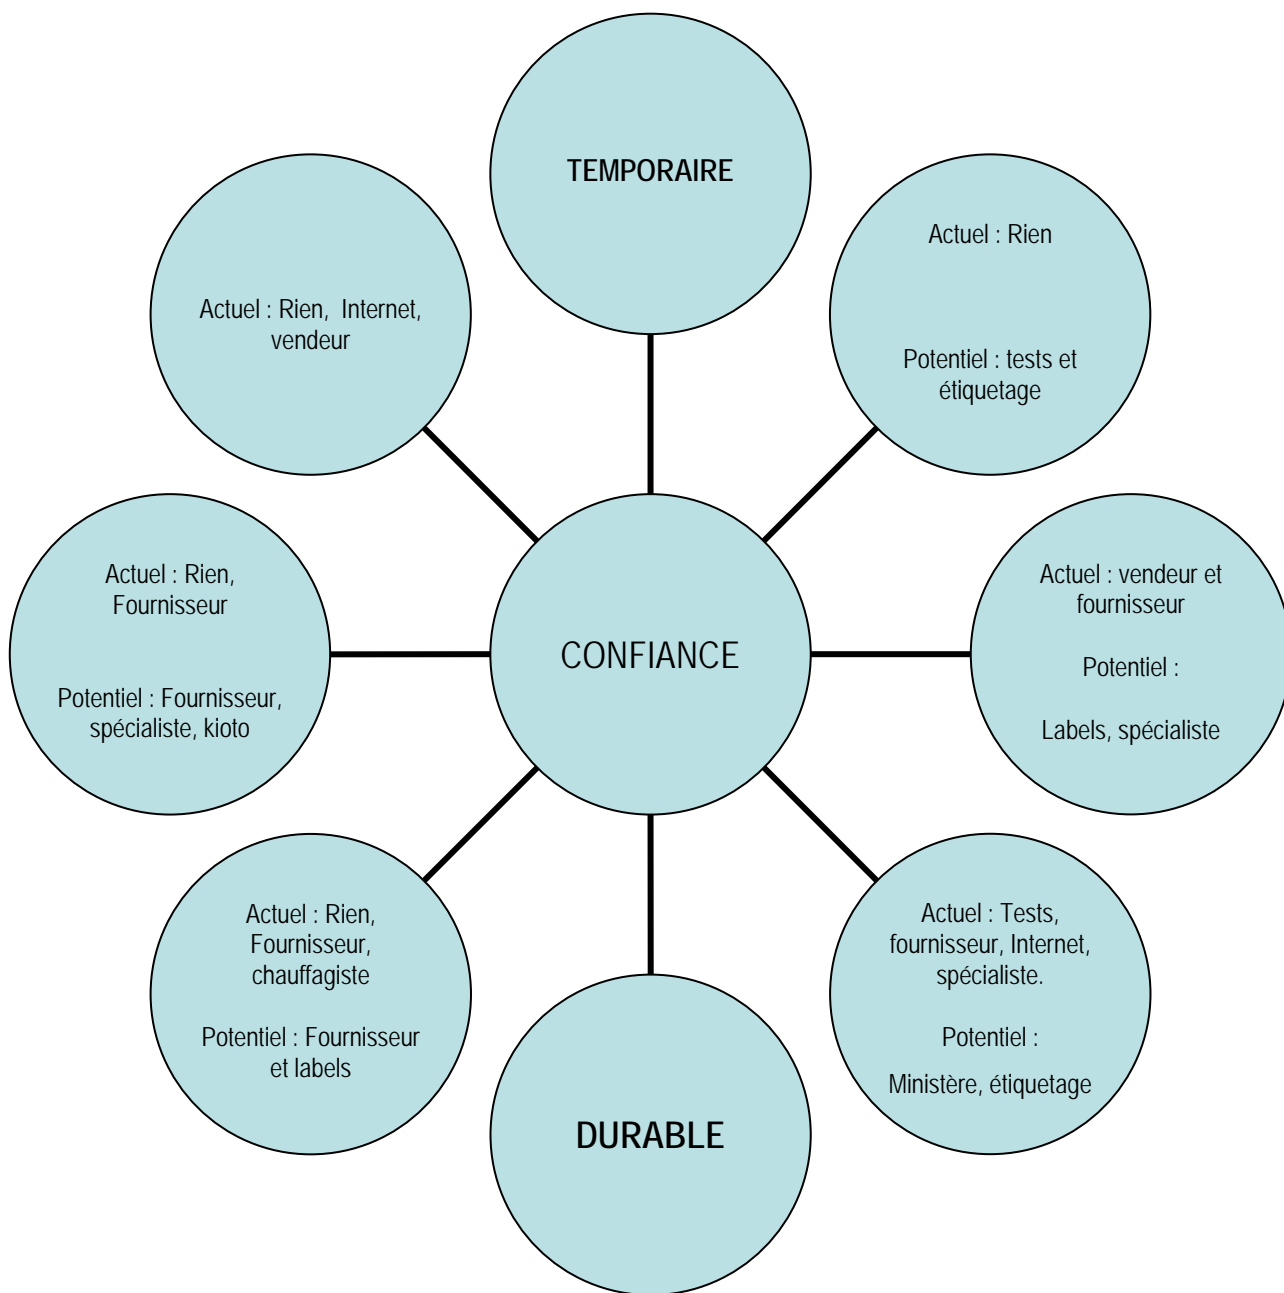 TEMPORAIRE
Actuel : Rien
Potentiel : tests et
étiquetage
Actuel : Rien,  Internet,
vendeur
Actuel : Rien,
Fournisseur
Potentiel : Fournisseur,
spécialiste, kioto
CONFIANCE
Actuel : vendeur et
fournisseur
Potentiel :
Labels, spécialiste
Actuel : Rien,
Fournisseur,
chauffagiste
Potentiel : Fournisseur
et labels
Actuel : Tests,
fournisseur, Internet,
spécialiste.
Potentiel :
Ministère, étiquetage
DURABLE